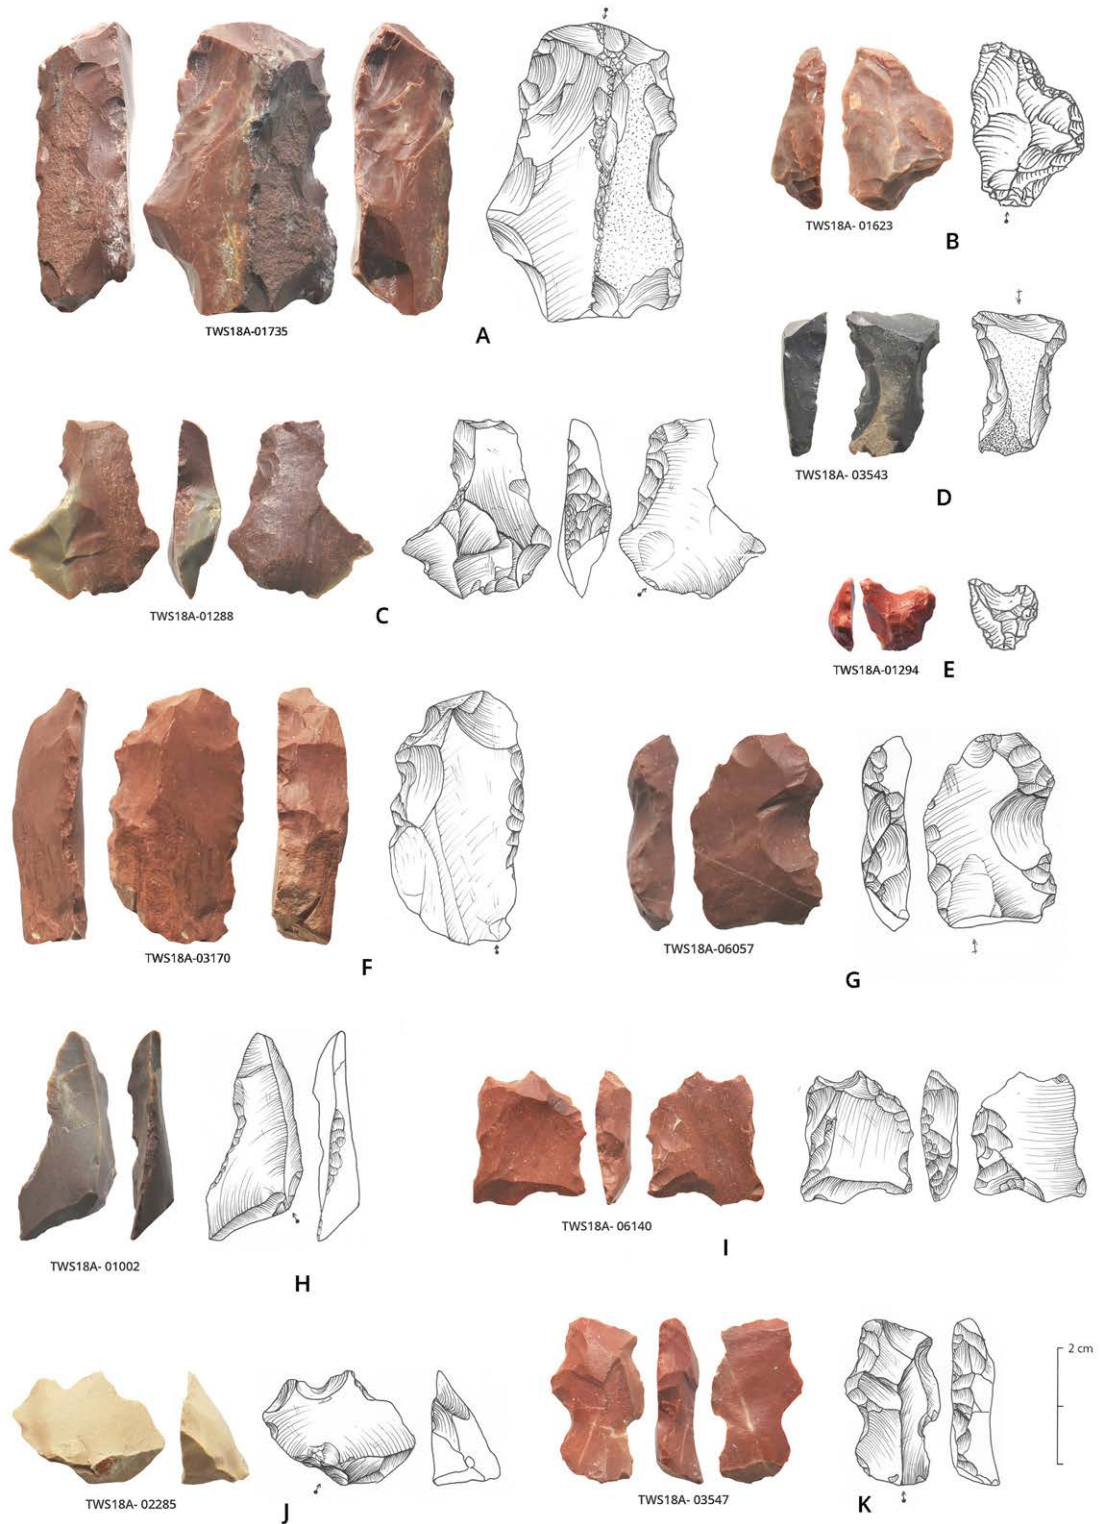 TWS18A-01735
A
TWS18A- 01623
B
TWS18A- 03543
D
TWS18A-01288
C
TWS18A-01294
E
TWS18A-03170
F
TWS18A-06057
G
TWS18A- 01002
H
TWS18A- 06140
I
2 cm
TWS18A- 02285
J
TWS18A- 03547
K